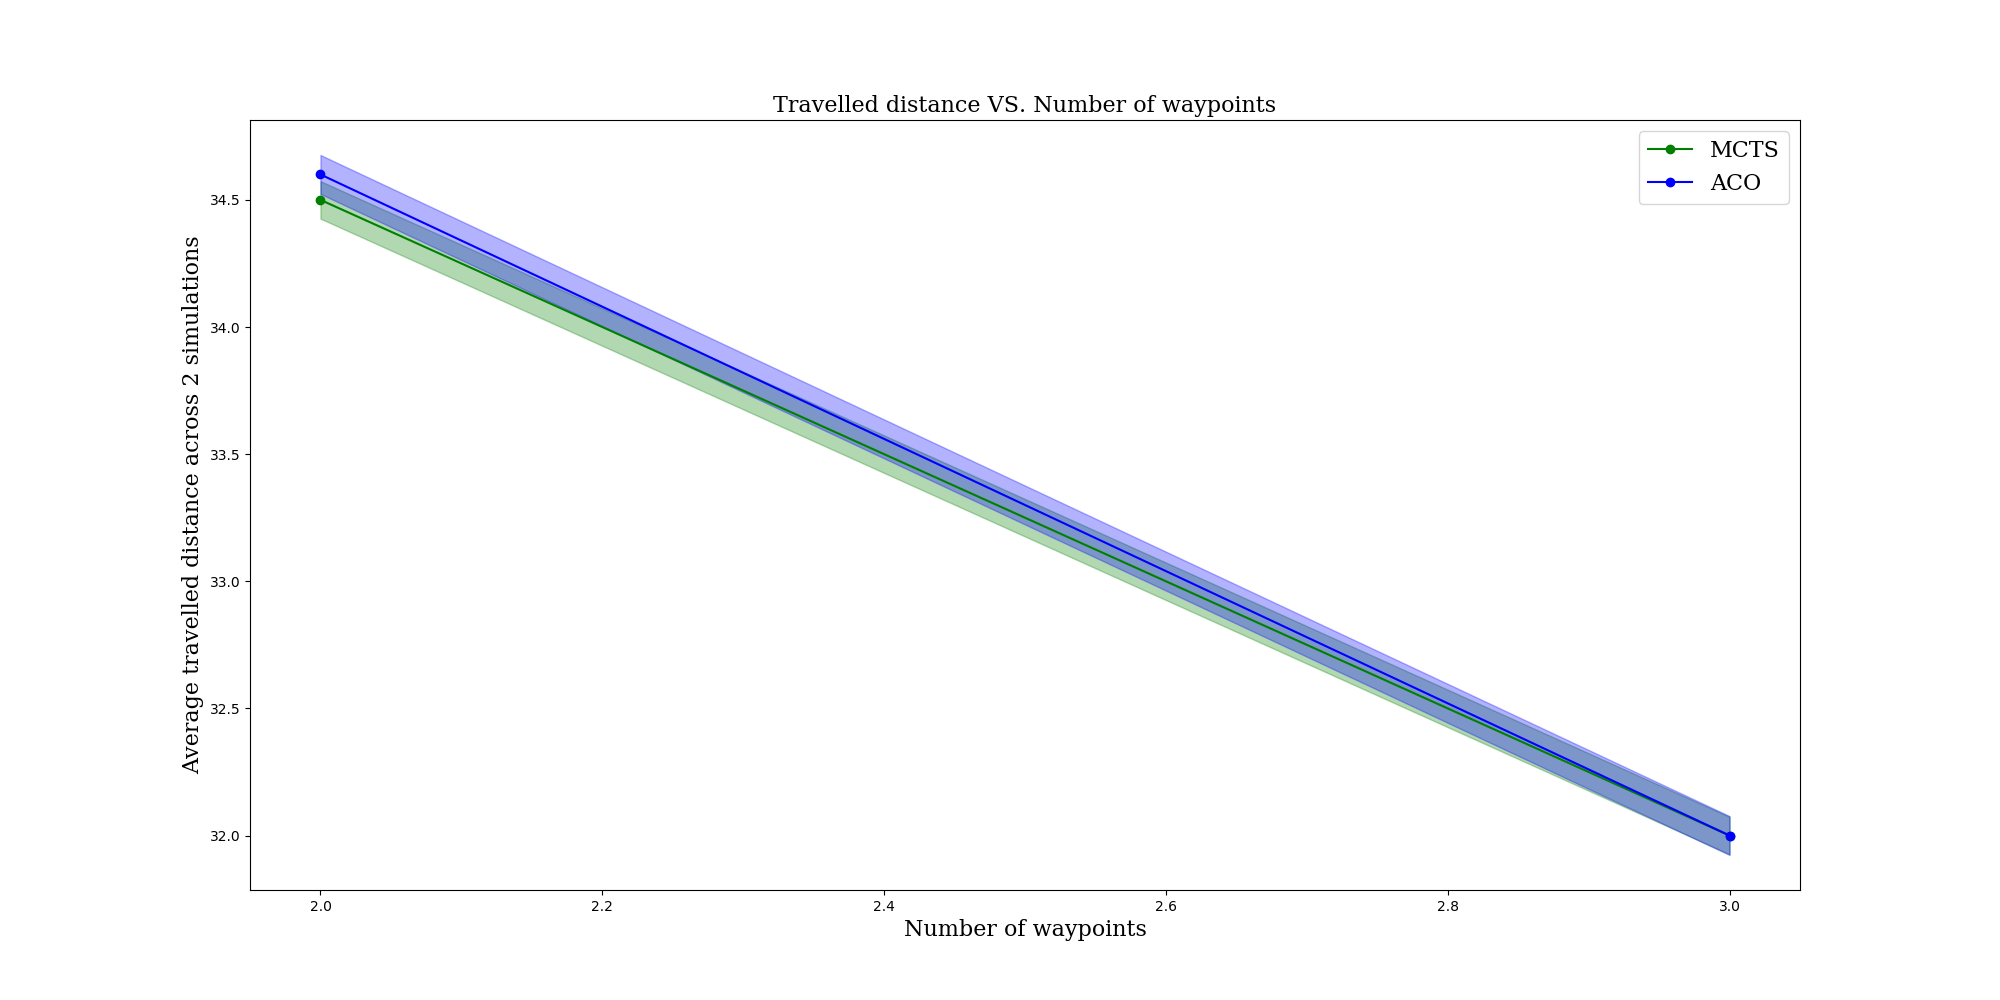 Travelled distance VS. Number of waypoints
MCTS
ACO
Average travelled distance across 2 simulations
34.5
34.0
33.5
33.0
32.5
32.0
2.0 2.2 2.4 2.6 2.8 3.0
Number of waypoints